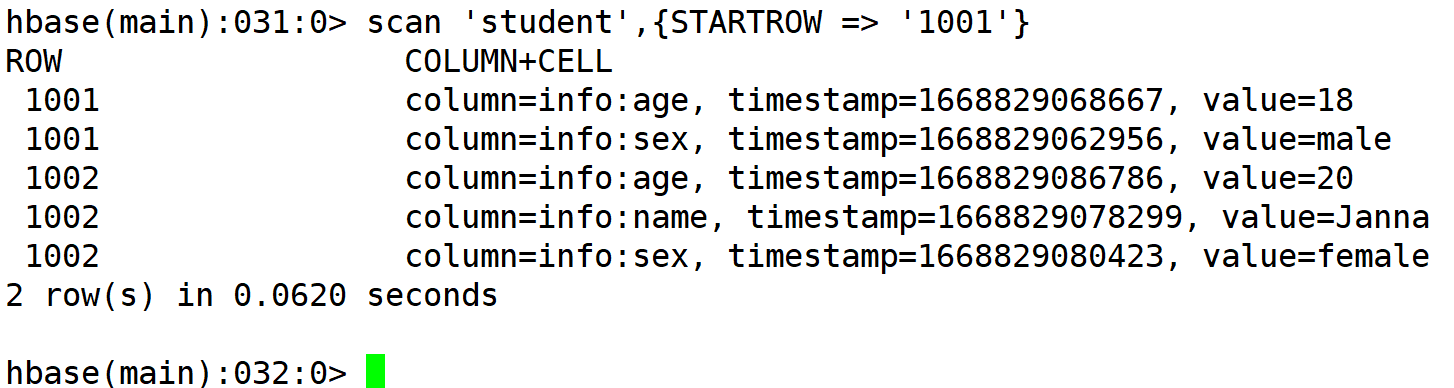 hbase(main):031:0> scan 'student',{STARTROW => '1001'}
ROW                  COLUMN+CELL
 1001                column=info:age, timestamp=1668829068667, value=18
 1001                column=info:sex, timestamp=1668829062956, value=male
 1002                column=info:age, timestamp=1668829086786, value=20
 1002                column=info:name, timestamp=1668829078299, value=Janna
 1002                column=info:sex, timestamp=1668829080423, value=female
2 row(s) in 0.0620 seconds

hbase(main):032:0>